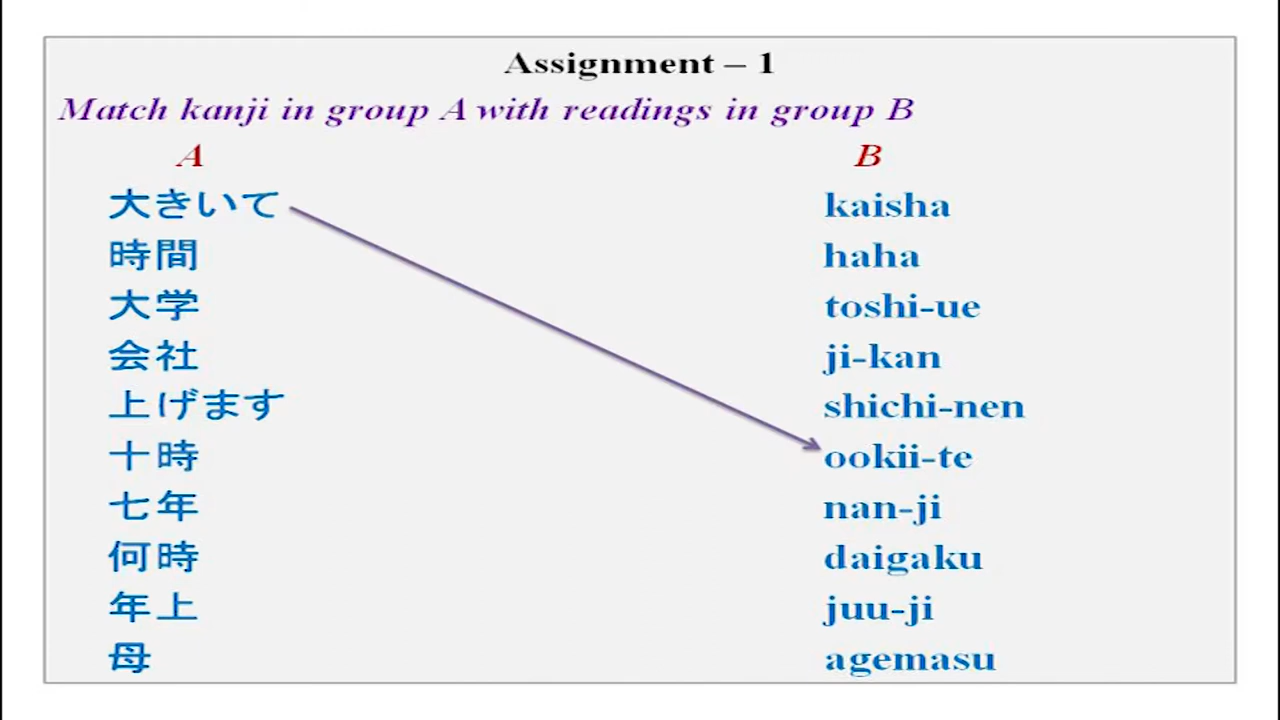 Assignment – 1
Match kanji in group A with readings in group B
A B
大きいて kaisha
時間 haha
大学 toshi-ue
会社 ji-kan
上げます shichi-nen
十時 ookii-te
七年 nan-ji
何時 daigaku
年上 juu-ji
母 agemasu